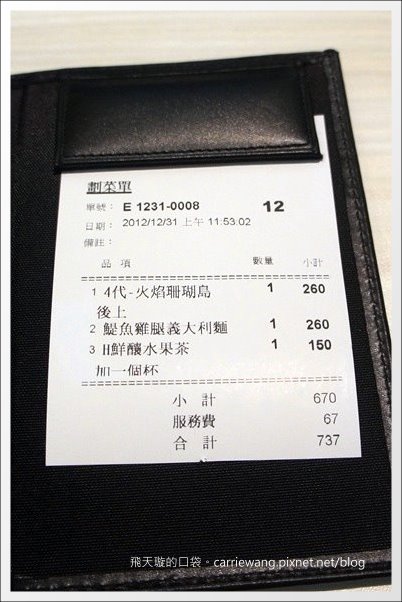 劃菜單
單號： E 1231-0008 12
日期： 2012/12/31 上午 11:53:02
備註：
品 項 數量 小計
1 4代-火焰珊瑚島 1 260
後上
2 鯷魚雞腿義大利麵 1 260
3 H鮮釀水果茶 1 150
加一個杯
小 計 670
服務費 67
合 計 737
飛天璇的口袋。carriewang.pixnet.net/blog